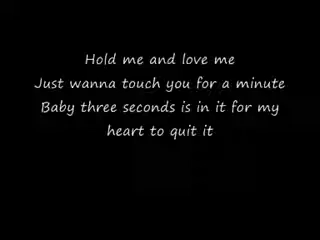 Hold me and love me
Just wanna touch you for a minute
Baby three seconds is in it for my
heart to quit it